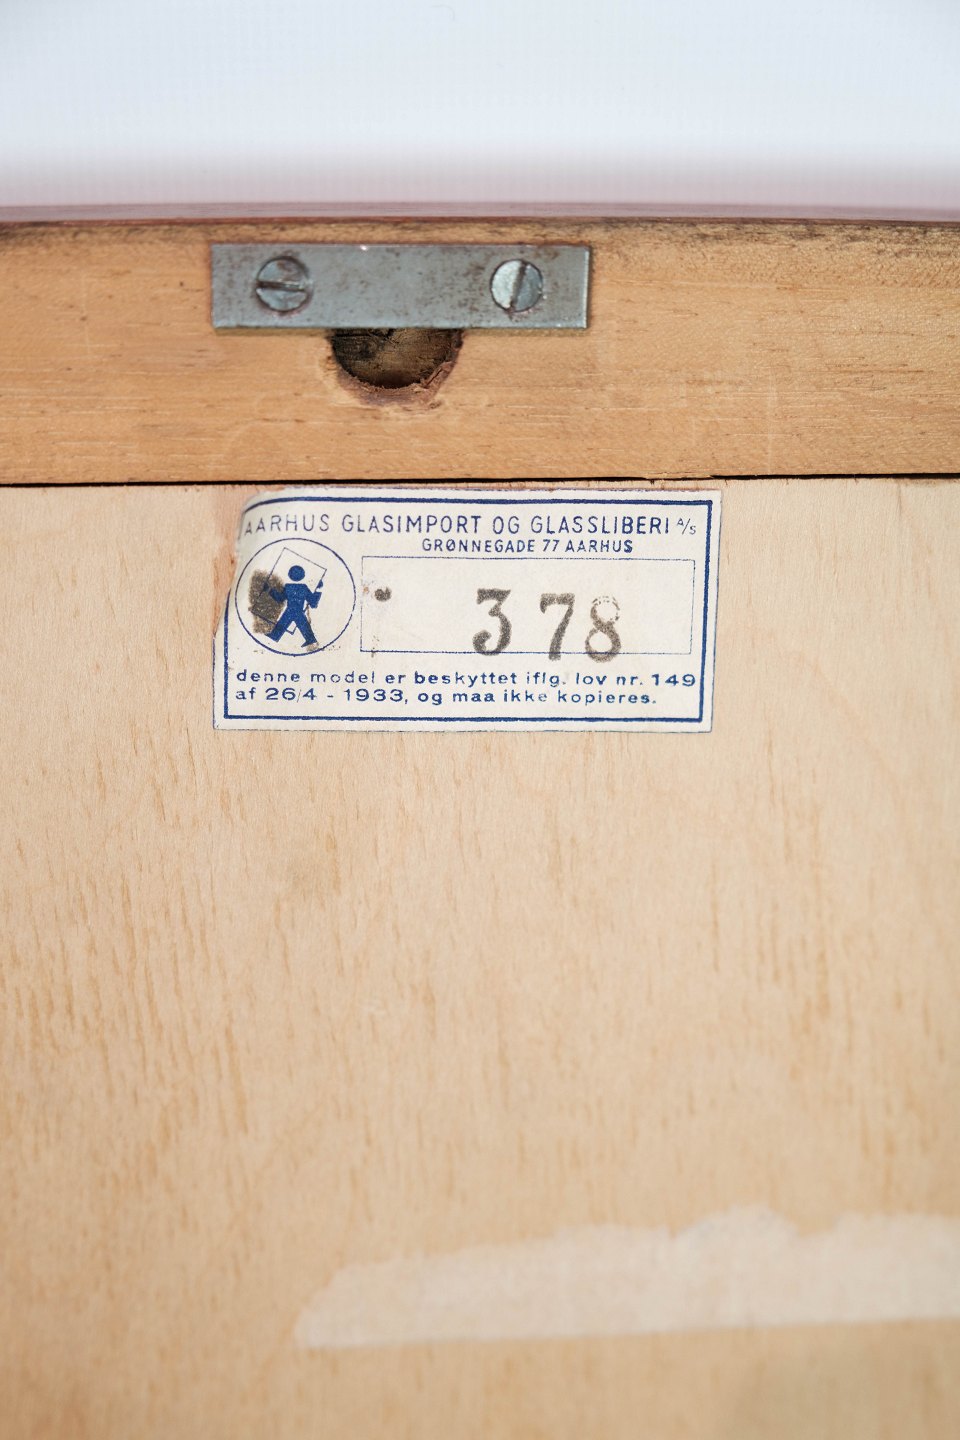 AARHUS GLASIMPORT OG GLASSLIBERI A/S
GRØNNEGADE 77 AARHUS
378
denne model er beskyttet iflg. lov nr. 149
af 26/4 - 1933, og maa ikke kopieres.